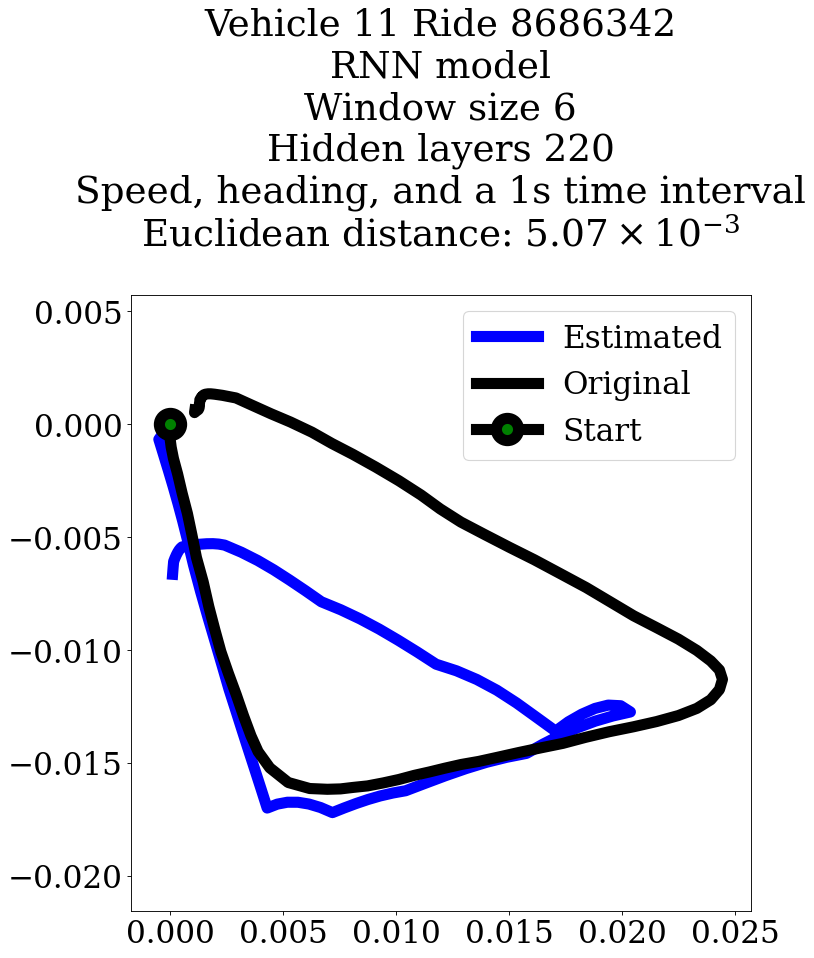 Vehicle 11 Ride 8686342
RNN model
Window size 6
Hidden layers 220
Speed, heading, and a 1s time interval
Euclidean distance: 5.07 × 10⁻³
Estimated
Original
Start
0.005
0.000
−0.005
−0.010
−0.015
−0.020
0.000 0.005 0.010 0.015 0.020 0.025